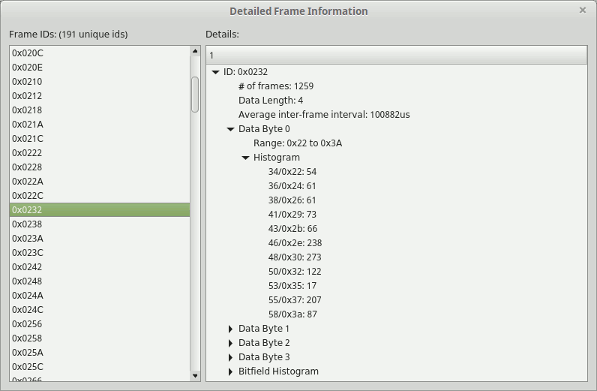 Detailed Frame Information
Frame IDs: (191 unique ids)
0x020C
0x020E
0x0210
0x0212
0x0218
0x021A
0x021C
0x0222
0x0228
0x022A
0x022C
0x0232
0x0238
0x023A
0x023C
0x0242
0x0248
0x024A
0x024C
0x0256
0x0258
0x025A
0x025C
0x0266
Details:
1
ID: 0x0232
# of frames: 1259
Data Length: 4
Average inter-frame interval: 100882us
Data Byte 0
Range: 0x22 to 0x3A
Histogram
34/0x22: 54
36/0x24: 61
38/0x26: 61
41/0x29: 73
43/0x2b: 66
46/0x2e: 238
48/0x30: 273
50/0x32: 122
53/0x35: 17
55/0x37: 207
58/0x3a: 87
Data Byte 1
Data Byte 2
Data Byte 3
Bitfield Histogram